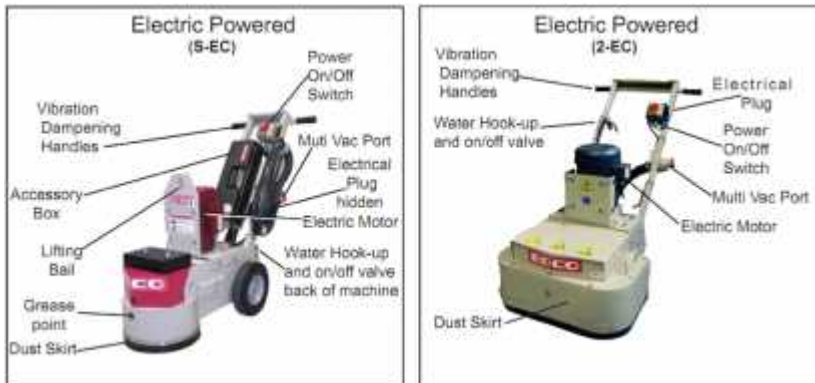 Electric Powered
(S-EC)
Power
On/Off
Switch
Vibration
Dampening
Handles
Muti Vac Port
Electrical
Plug
hidden
Accessory
Box
Electric Motor
Lifting
Bail
Water Hook-up
and on/off valve
back of machine
Grease
point
Dust Skirt
Electric Powered
(2-EC)
Vibration
Dampening
Handles
Electrical
Plug
Water Hook-up
and on/off valve
Power
On/Off
Switch
Multi Vac Port
Electric Motor
EDCO
Dust Skirt